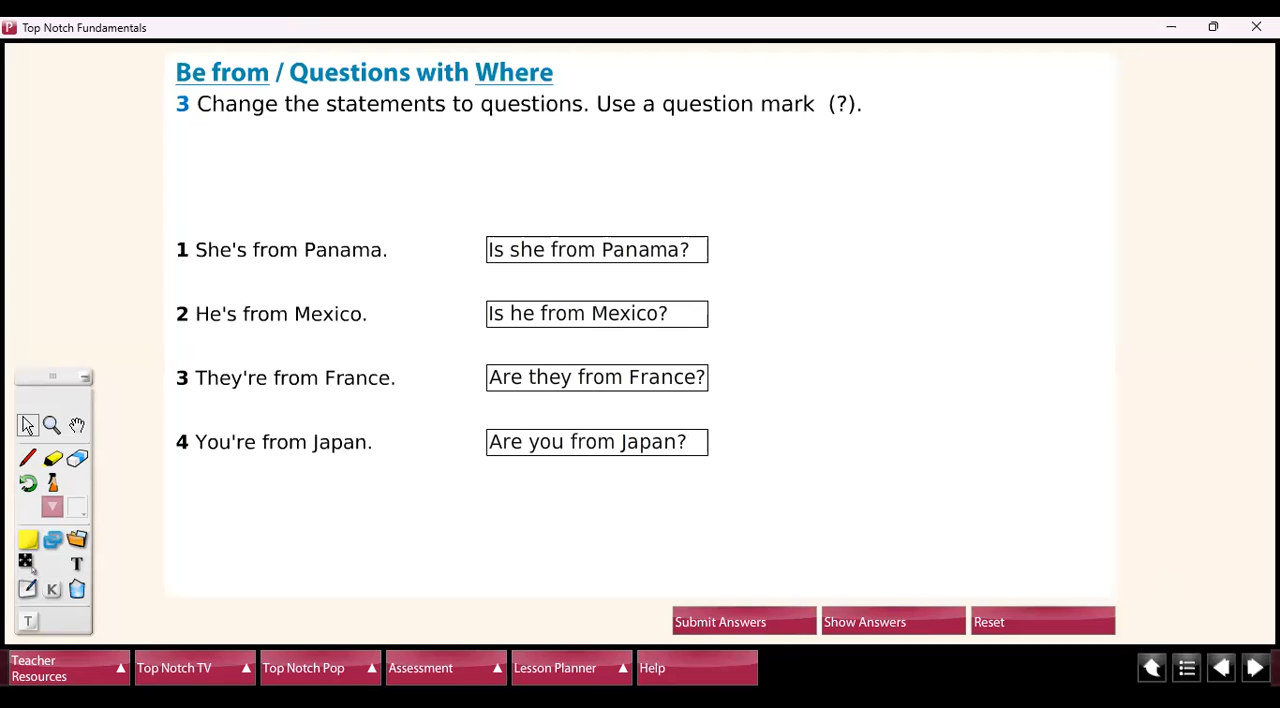 Top Notch Fundamentals
Be from / Questions with Where
3 Change the statements to questions. Use a question mark (?).
1 She's from Panama. Is she from Panama?
2 He's from Mexico. Is he from Mexico?
3 They're from France. Are they from France?
4 You're from Japan. Are you from Japan?
T
K
T
Submit Answers Show Answers Reset
Teacher Resources Top Notch TV Top Notch Pop Assessment Lesson Planner Help